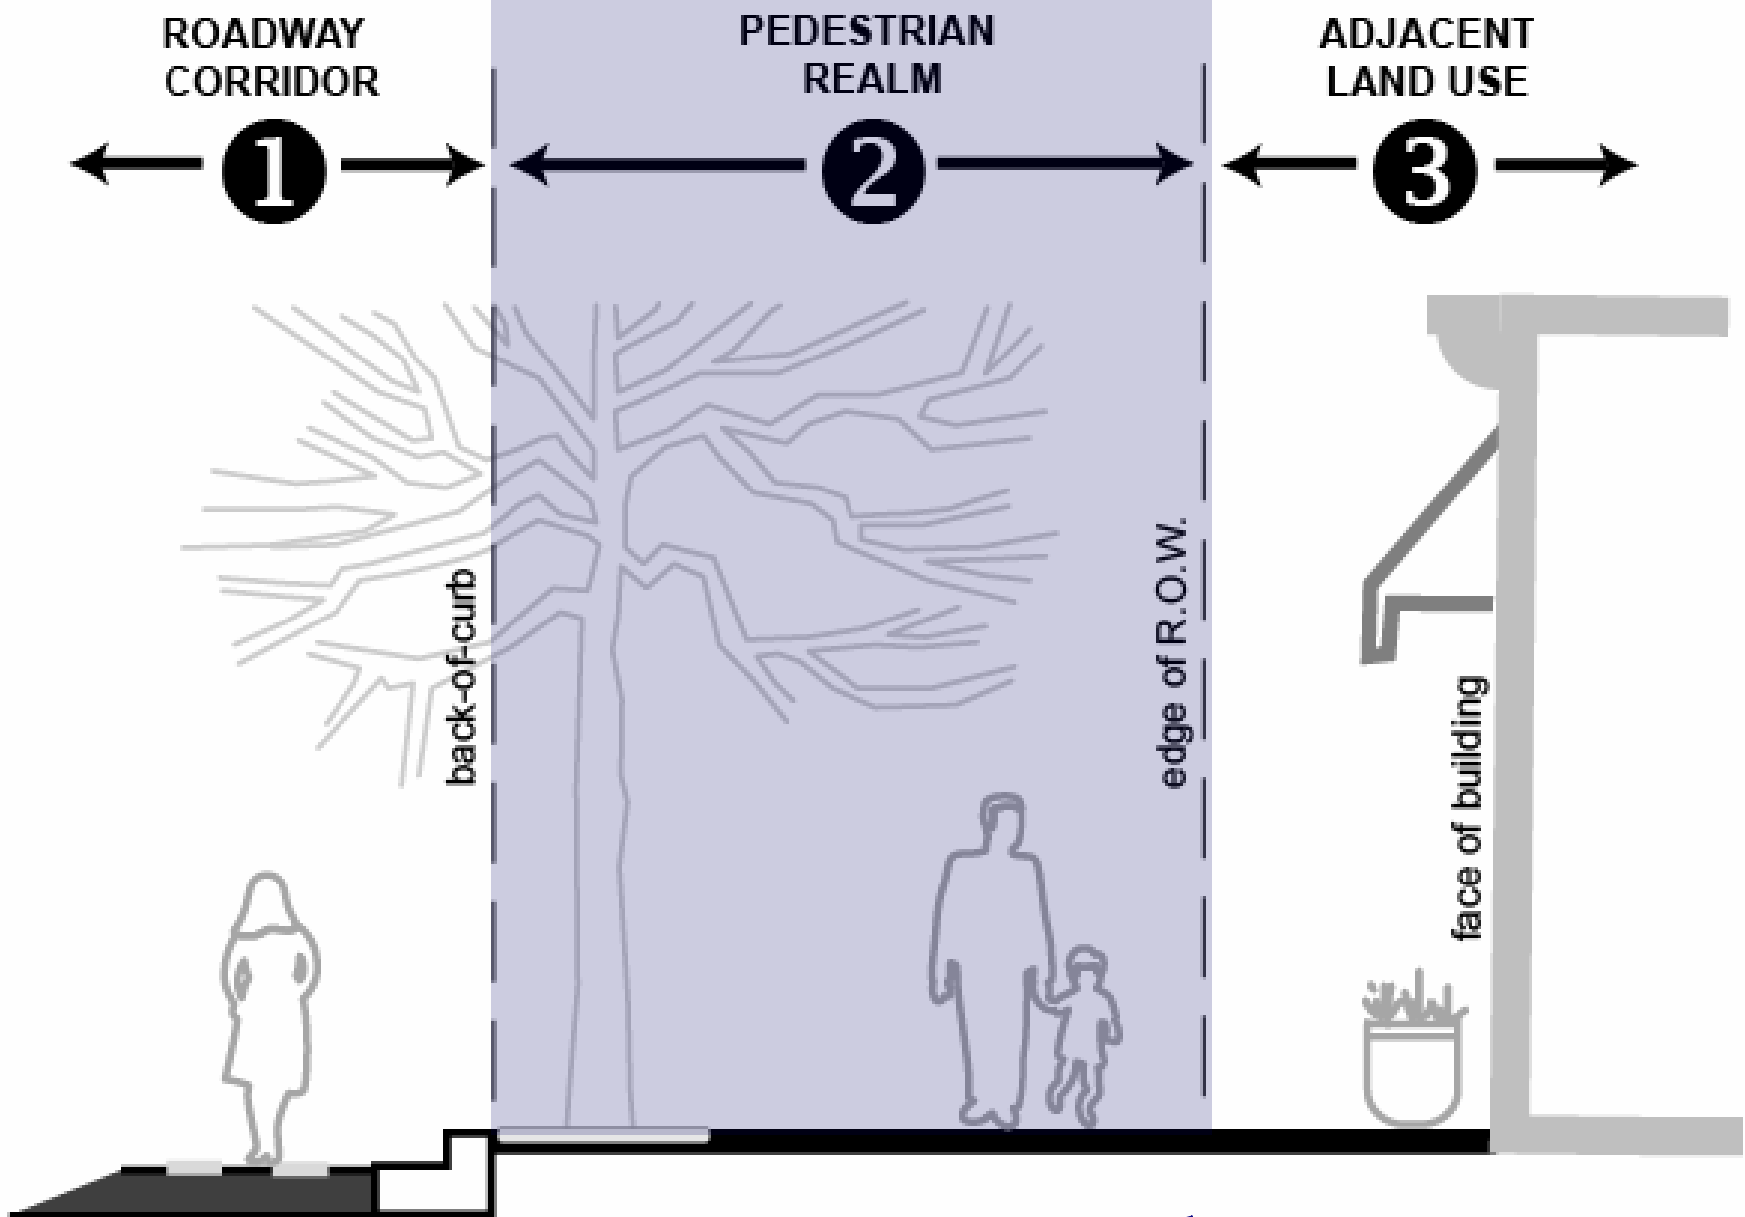 ROADWAY
CORRIDOR
1
PEDESTRIAN
REALM
2
ADJACENT
LAND USE
3
back-of-curb
edge of R.O.W.
face of building